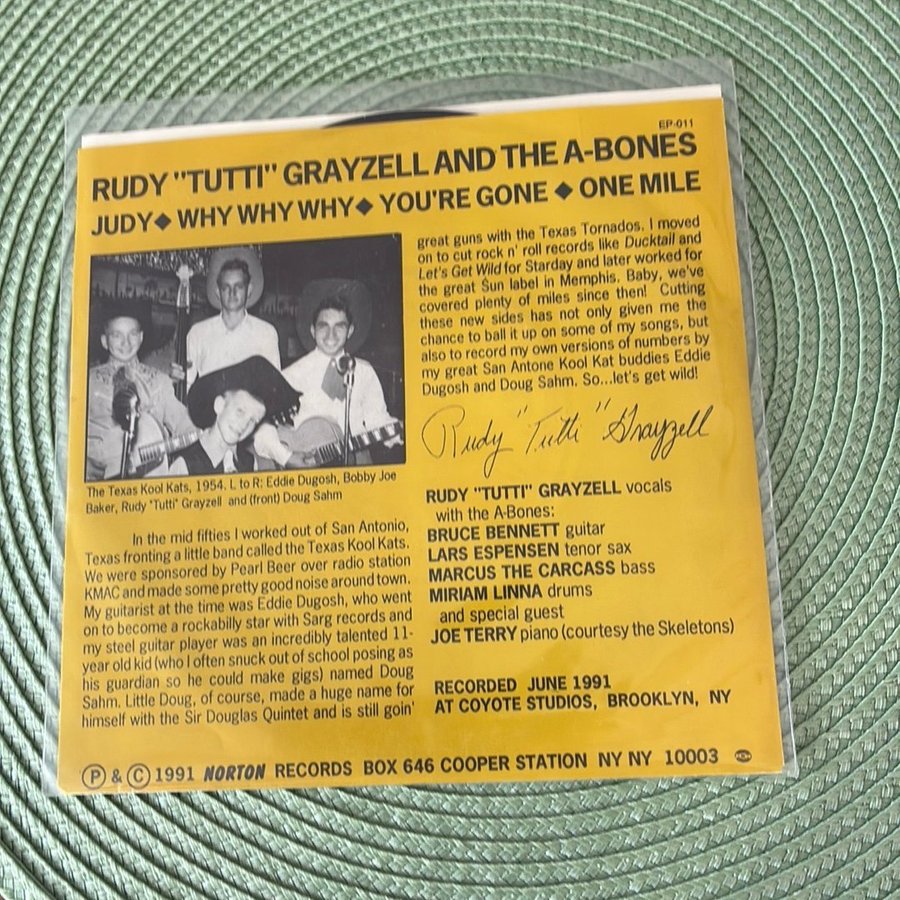 EP-011
RUDY "TUTTI" GRAYZELL AND THE A-BONES
JUDY◆ WHY WHY WHY◆ YOU'RE GONE ◆ ONE MILE
The Texas Kool Kats, 1954. L to R: Eddie Dugosh, Bobby Joe
Baker, Rudy "Tutti" Grayzell and (front) Doug Sahm
In the mid fifties I worked out of San Antonio,
Texas fronting a little band called the Texas Kool Kats.
We were sponsored by Pearl Beer over radio station
KMAC and made some pretty good noise around town.
My guitarist at the time was Eddie Dugosh, who went
on to become a rockabilly star with Sarg records and
my steel guitar player was an incredibly talented 11-
year old kid (who I often snuck out of school posing as
his guardian so he could make gigs) named Doug
Sahm. Little Doug, of course, made a huge name for
himself with the Sir Douglas Quintet and is still goin'
great guns with the Texas Tornados. I moved
on to cut rock n' roll records like Ducktail and
Let's Get Wild for Starday and later worked for
the great Sun label in Memphis. Baby, we've
covered plenty of miles since then! Cutting
these new sides has not only given me the
chance to ball it up on some of my songs, but
also to record my own versions of numbers by
my great San Antone Kool Kat buddies Eddie
Dugosh and Doug Sahm. So...let's get wild!
Rudy "Tutti" Grayzell
RUDY "TUTTI" GRAYZELL vocals
with the A-Bones:
BRUCE BENNETT guitar
LARS ESPENSEN tenor sax
MARCUS THE CARCASS bass
MIRIAM LINNA drums
and special guest
JOE TERRY piano (courtesy the Skeletons)
RECORDED JUNE 1991
AT COYOTE STUDIOS, BROOKLYN, NY
Ⓟ & Ⓒ 1991 NORTON RECORDS BOX 646 COOPER STATION NY NY 10003